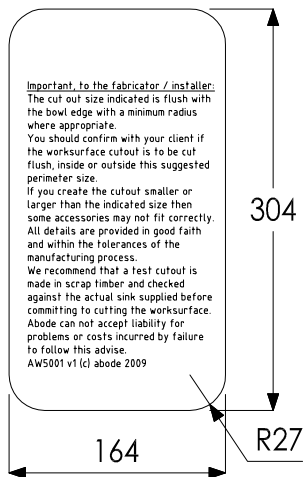 Important, to the fabricator / installer:
The cut out size indicated is flush with
the bowl edge with a minimum radius
where appropriate.
You should confirm with your client if
the worksurface cutout is to be cut
flush, inside or outside this suggested
perimeter size.
If you create the cutout smaller or
larger than the indicated size then
some accessories may not fit correctly.
All details are provided in good faith
and within the tolerances of the
manufacturing process.
We recommend that a test cutout is
made in scrap timber and checked
against the actual sink supplied before
committing to cutting the worksurface.
Abode can not accept liability for
problems or costs incurred by failure
to follow this advise.
AW5001 v1 (c) abode 2009
304
R27
164